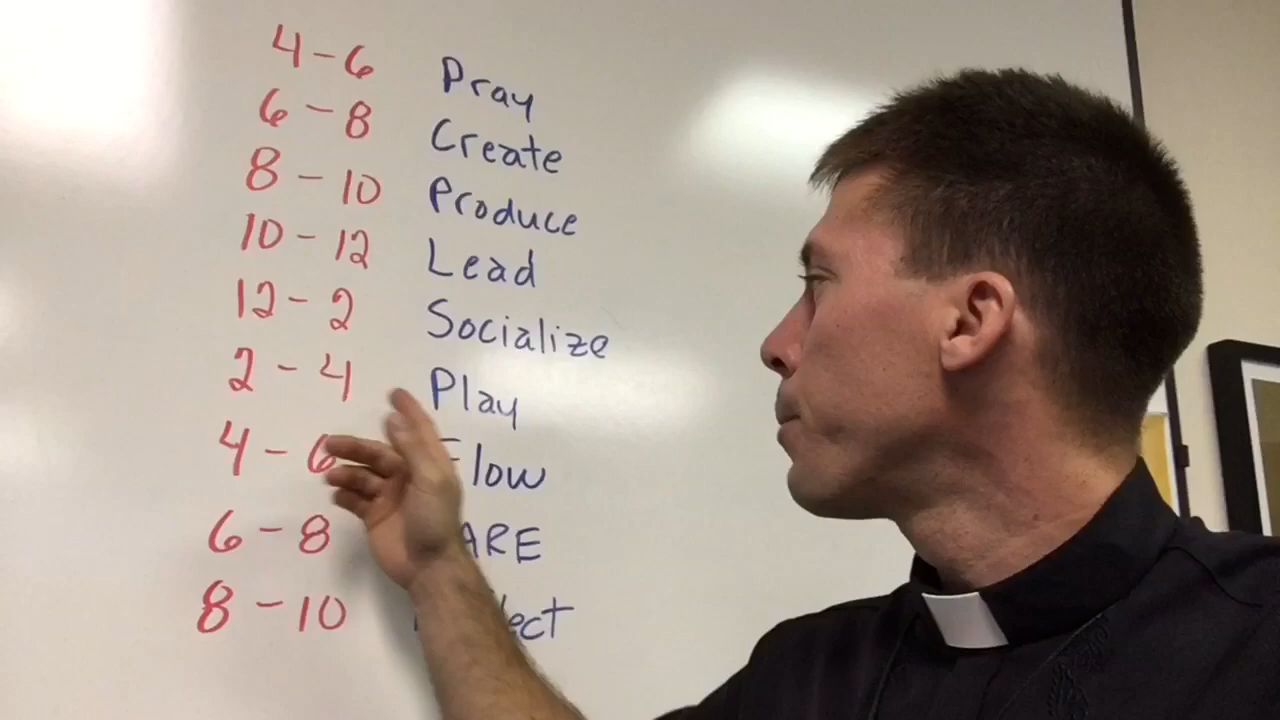 4-6 Pray
6-8 Create
8-10 Produce
10-12 Lead
12-2 Socialize
2-4 Play
4-6 Flow
6-8
8-10